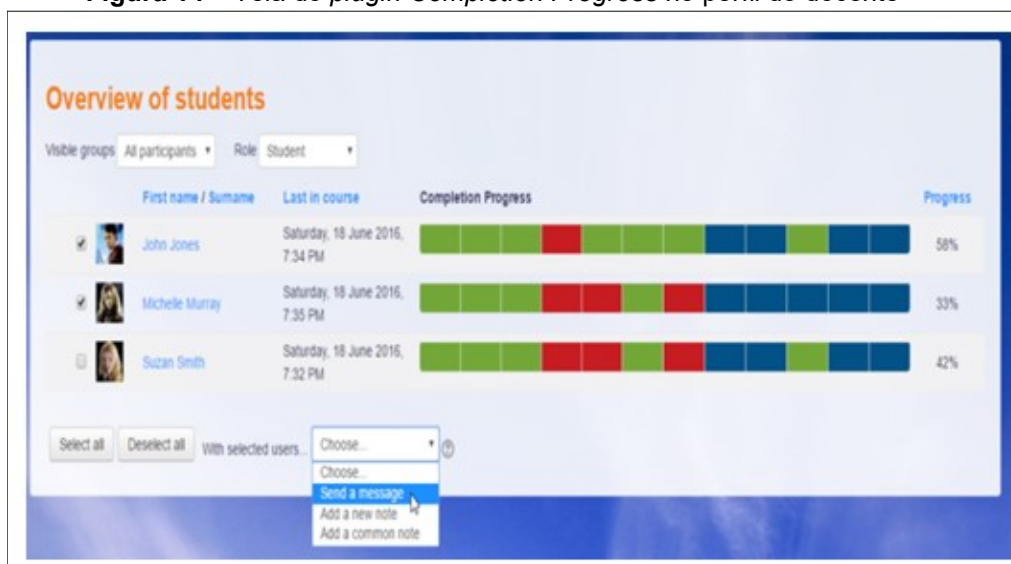 Overview of students
Visible groups All participants Role Student
First name / Surname Last in course Completion Progress Progress
John Jones Saturday, 18 June 2016, 58%
7:34 PM
Michelle Murray Saturday, 18 June 2016, 33%
7:35 PM
Suzan Smith Saturday, 18 June 2016, 42%
7:32 PM
Select all Deselect all With selected users... Choose...
Choose...
Send a message
Add a new note
Add a common note